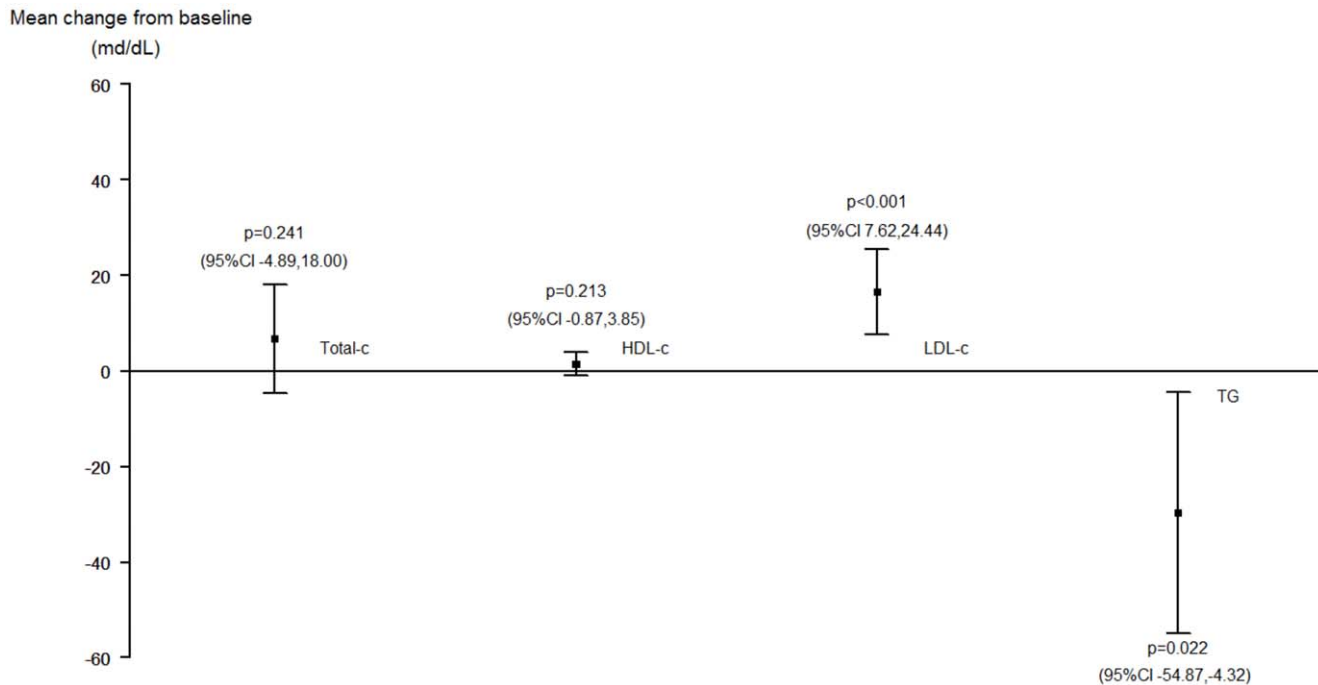 Mean change from baseline
(md/dL)
60
40
20
0
-20
-40
-60
p=0.241
(95%CI -4.89,18.00)
Total-c
p=0.213
(95%CI -0.87,3.85)
HDL-c
p<0.001
(95%CI 7.62,24.44)
LDL-c
TG
p=0.022
(95%CI -54.87,-4.32)